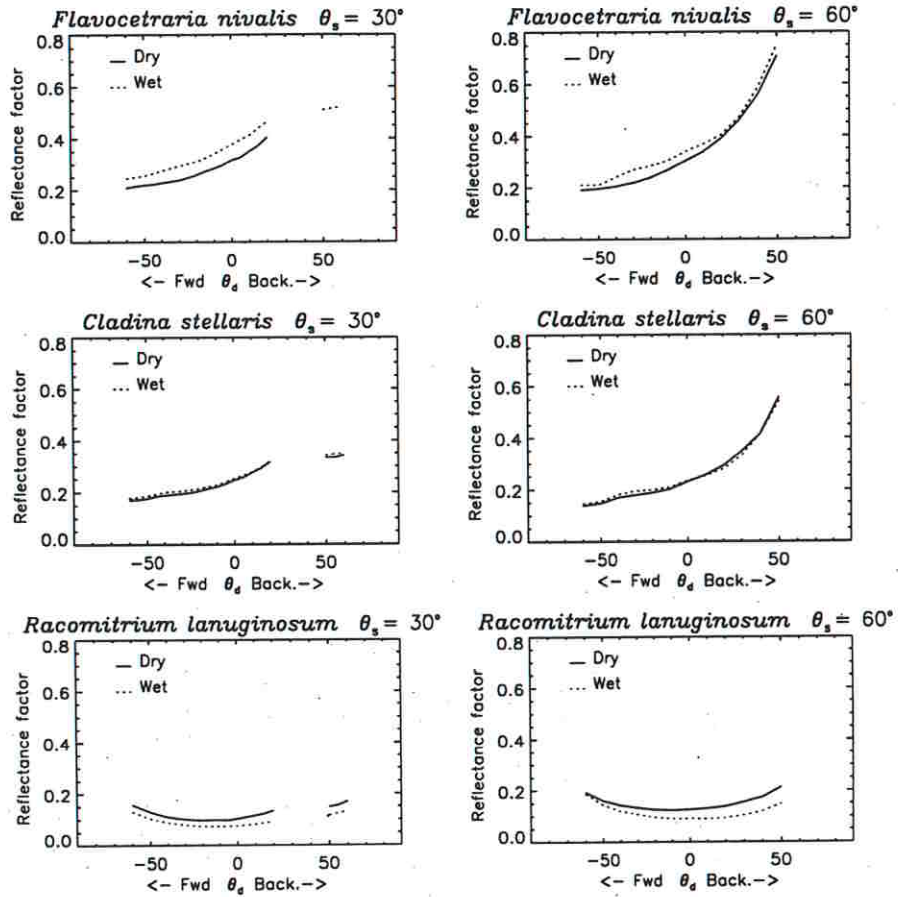 Flavocetraria nivalis θs = 30°
Reflectance factor
0.8
0.6
0.4
0.2
0.0
Dry
Wet
-50 0 50
<- Fwd θd Back.->
Flavocetraria nivalis θs = 60°
Reflectance factor
0.8
0.6
0.4
0.2
0.0
Dry
Wet
-50 0 50
<- Fwd θd Back.->
Cladina stellaris θs = 30°
Reflectance factor
0.8
0.6
0.4
0.2
0.0
Dry
Wet
-50 0 50
<- Fwd θd Back.->
Cladina stellaris θs = 60°
Reflectance factor
0.8
0.6
0.4
0.2
0.0
Dry
Wet
-50 0 50
<- Fwd θd Back.->
Racomitrium lanuginosum θs = 30°
Reflectance factor
0.8
0.6
0.4
0.2
0.0
Dry
Wet
-50 0 50
<- Fwd θd Back.->
Racomitrium lanuginosum θs = 60°
Reflectance factor
0.8
0.6
0.4
0.2
0.0
Dry
Wet
-50 0 50
<- Fwd θd Back.->